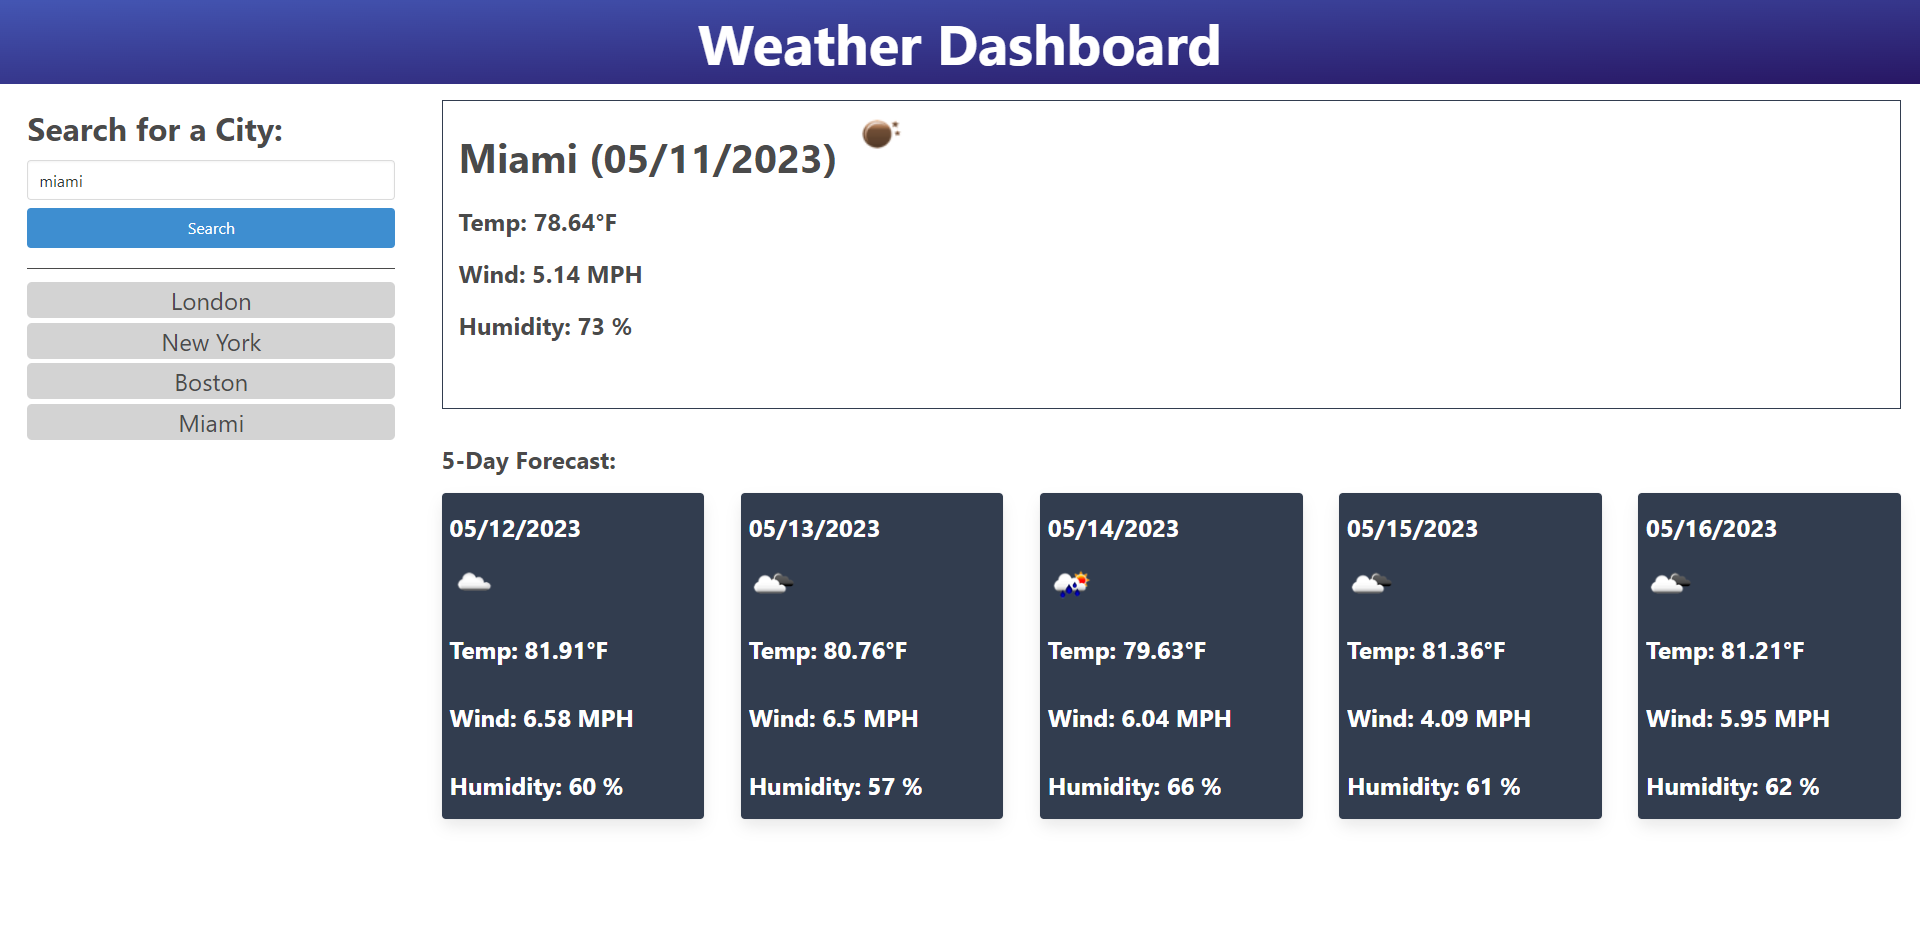 Weather Dashboard
Search for a City:
miami
Search
London
New York
Boston
Miami
Miami (05/11/2023)
Temp: 78.64°F
Wind: 5.14 MPH
Humidity: 73 %
5-Day Forecast:
05/12/2023
Temp: 81.91°F
Wind: 6.58 MPH
Humidity: 60 %
05/13/2023
Temp: 80.76°F
Wind: 6.5 MPH
Humidity: 57 %
05/14/2023
Temp: 79.63°F
Wind: 6.04 MPH
Humidity: 66 %
05/15/2023
Temp: 81.36°F
Wind: 4.09 MPH
Humidity: 61 %
05/16/2023
Temp: 81.21°F
Wind: 5.95 MPH
Humidity: 62 %